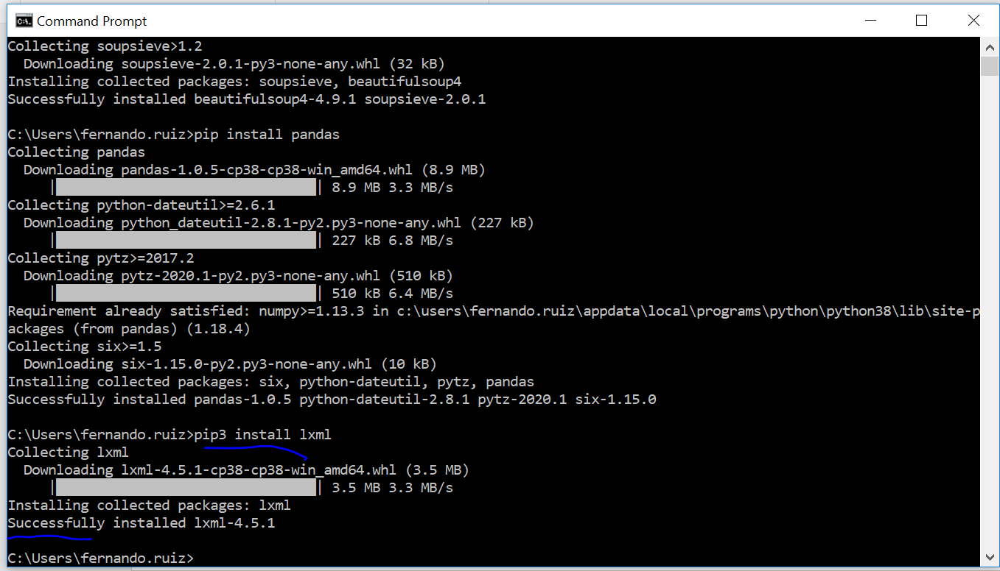 Command Prompt
Collecting soupsieve>1.2
  Downloading soupsieve-2.0.1-py3-none-any.whl (32 kB)
Installing collected packages: soupsieve, beautifulsoup4
Successfully installed beautifulsoup4-4.9.1 soupsieve-2.0.1
C:\Users\fernando.ruiz>pip install pandas
Collecting pandas
  Downloading pandas-1.0.5-cp38-cp38-win_amd64.whl (8.9 MB)
     | | 8.9 MB 3.3 MB/s
Collecting python-dateutil>=2.6.1
  Downloading python_dateutil-2.8.1-py2.py3-none-any.whl (227 kB)
     | | 227 kB 6.8 MB/s
Collecting pytz>=2017.2
  Downloading pytz-2020.1-py2.py3-none-any.whl (510 kB)
     | | 510 kB 6.4 MB/s
Requirement already satisfied: numpy>=1.13.3 in c:\users\fernando.ruiz\appdata\local\programs\python\python38\lib\site-p
ackages (from pandas) (1.18.4)
Collecting six>=1.5
  Downloading six-1.15.0-py2.py3-none-any.whl (10 kB)
Installing collected packages: six, python-dateutil, pytz, pandas
Successfully installed pandas-1.0.5 python-dateutil-2.8.1 pytz-2020.1 six-1.15.0
C:\Users\fernando.ruiz>pip3 install lxml
Collecting lxml
  Downloading lxml-4.5.1-cp38-cp38-win_amd64.whl (3.5 MB)
     | | 3.5 MB 3.3 MB/s
Installing collected packages: lxml
Successfully installed lxml-4.5.1
C:\Users\fernando.ruiz>